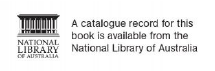 A catalogue record for this
book is available from the
National Library of Australia
NATIONAL
LIBRARY
OF AUSTRALIA